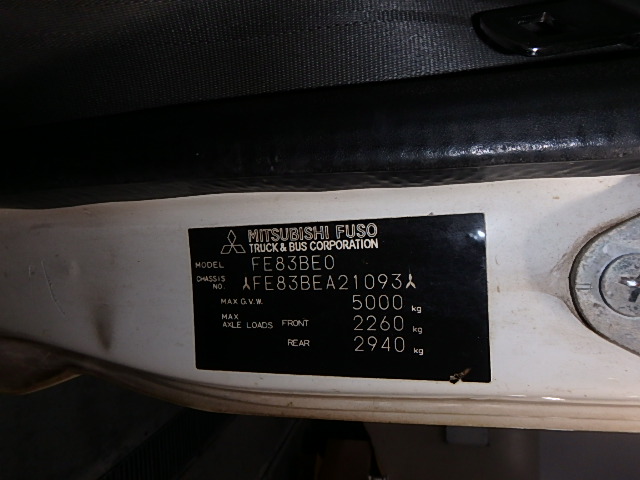 MITSUBISHI FUSO
TRUCK & BUS CORPORATION
MODEL FE83BE0
CHASSIS NO. FE83BEA21093
MAX G.V.W. 5000 kg
MAX AXLE LOADS FRONT 2260 kg
REAR 2940 kg